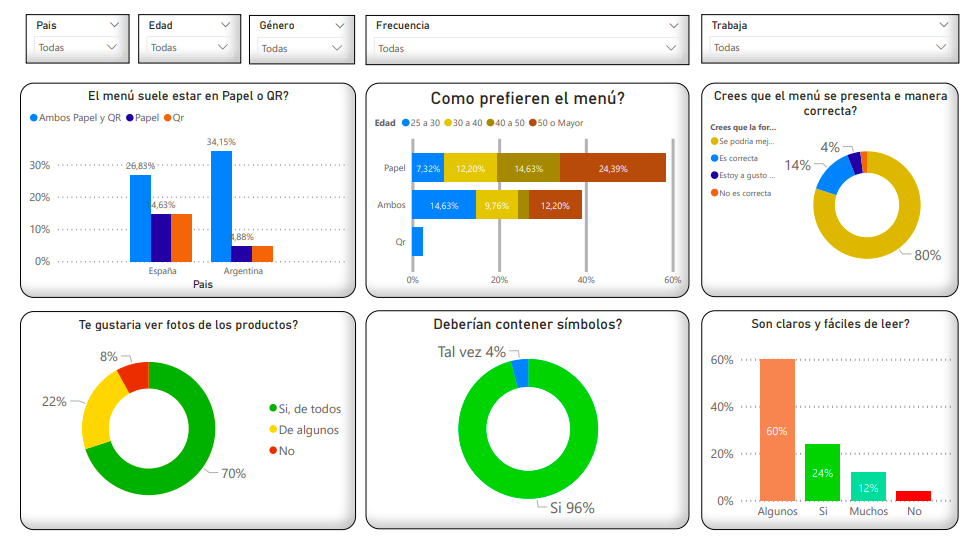 Pais
Todas
Edad
Todas
Género
Todas
Frecuencia
Todas
Trabaja
Todas
El menú suele estar en Papel o QR?
Ambos Papel y QR Papel Qr
30%
20%
10%
0%
26,83%
14,63%
34,15%
4,88%
España
Argentina
Pais
Como prefieren el menú?
Edad 25 a 30 30 a 40 40 a 50 50 o Mayor
Papel 7,32% 12,20% 14,63% 24,39%
Ambos 14,63% 9,76% 12,20%
Qr
0% 20% 40% 60%
Crees que el menú se presenta e manera
correcta?
Crees que la for...
Se podria mej...
Es correcta
Estoy a gusto ...
No es correcta
4%
14%
80%
Te gustaria ver fotos de los productos?
8%
22%
70%
Si, de todos
De algunos
No
Deberían contener símbolos?
Tal vez 4%
Si 96%
Son claros y fáciles de leer?
60%
40%
20%
0%
60%
24%
12%
Algunos Si Muchos No